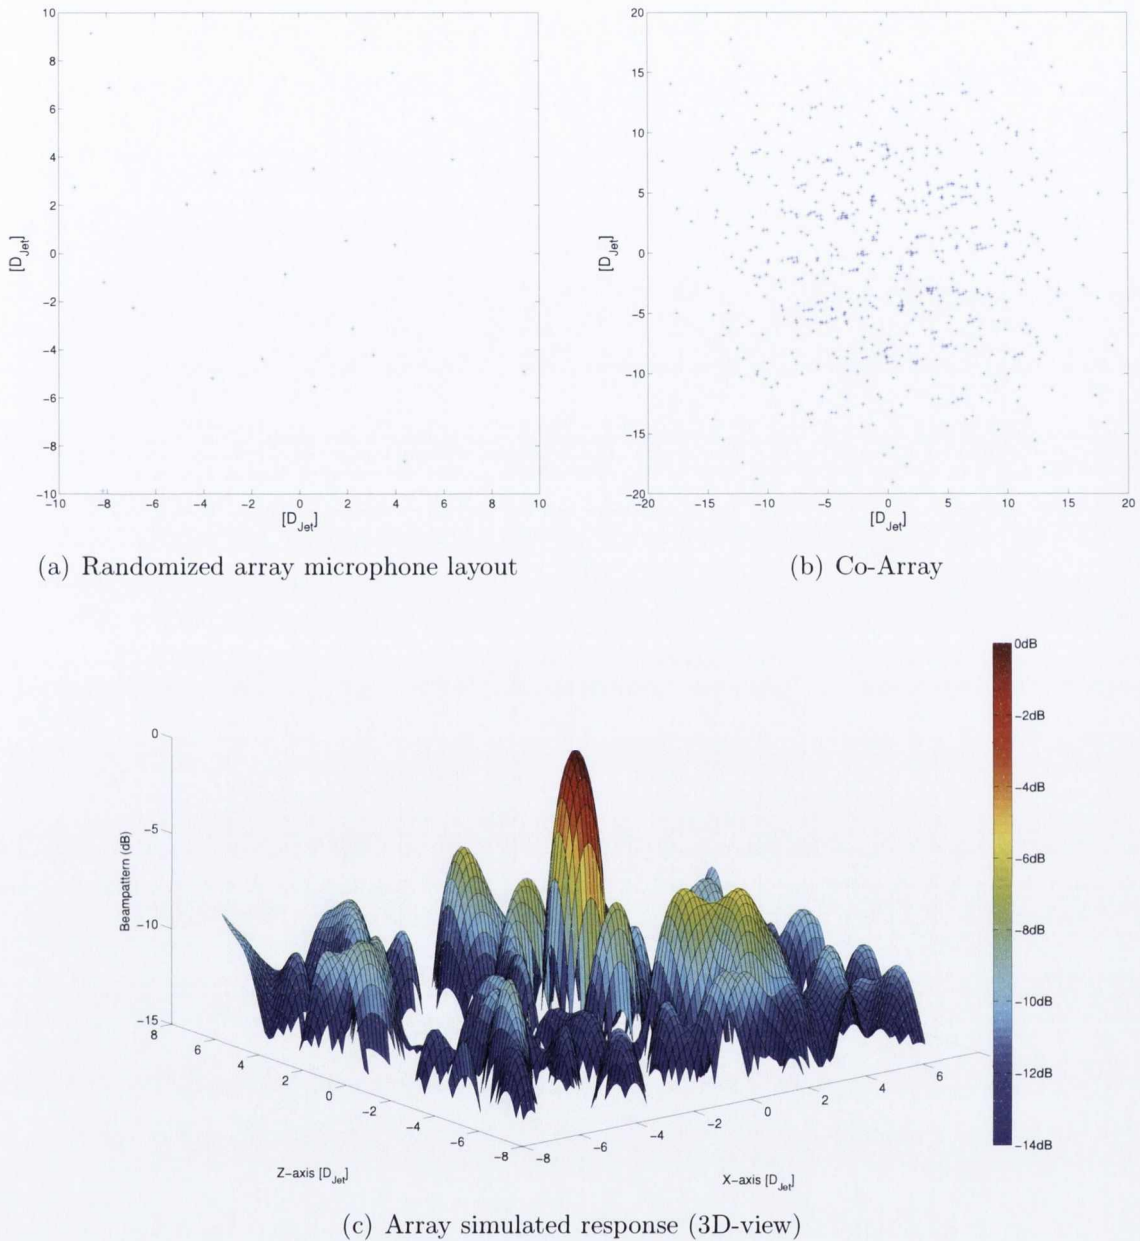 10
8
6
4
2
0
−2
−4
−6
−8
−10
[D_Jet]
−10 −8 −6 −4 −2 0 2 4 6 8 10
[D_Jet]
20
15
10
5
0
−5
−10
−15
−20
[D_Jet]
−20 −15 −10 −5 0 5 10 15 20
[D_Jet]
(a) Randomized array microphone layout
(b) Co-Array
0
−5
−10
−15
Beampattern (dB)
8 6 4 2 0 −2 −4 −6 −8
Z−axis [D_Jet]
−8 −6 −4 −2 0 2 4 6
X−axis [D_Jet]
0dB
−2dB
−4dB
−6dB
−8dB
−10dB
−12dB
−14dB
(c) Array simulated response (3D-view)